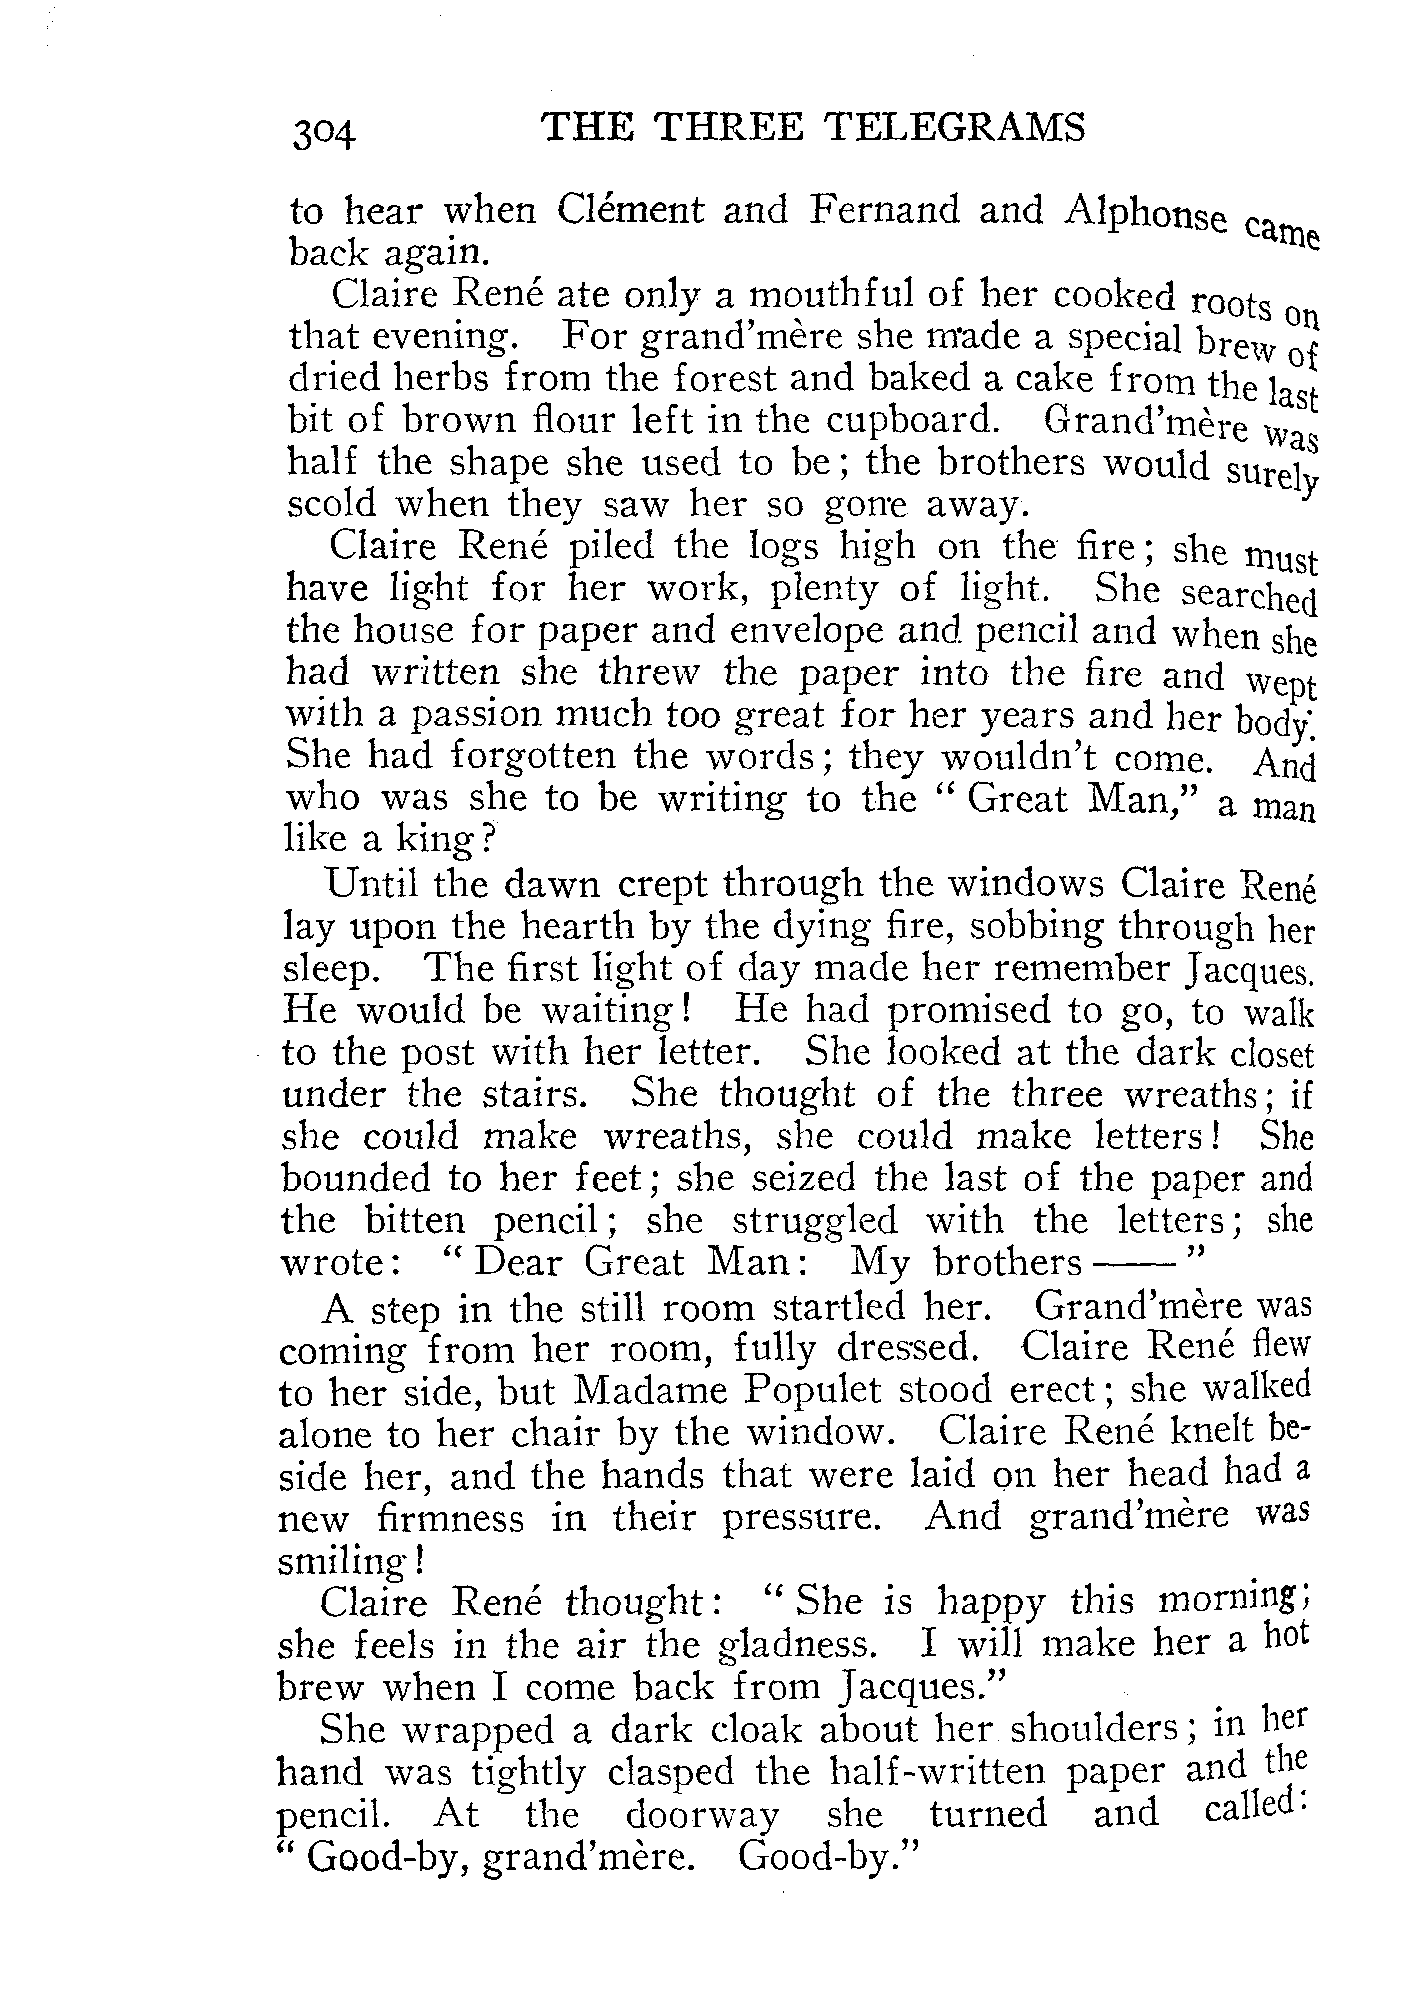 304 THE THREE TELEGRAMS
to hear when Clément and Fernand and Alphonse came
back again.
Claire René ate only a mouthful of her cooked roots on
that evening. For grand'mère she made a special brew of
dried herbs from the forest and baked a cake from the last
bit of brown flour left in the cupboard. Grand'mère was
half the shape she used to be; the brothers would surely
scold when they saw her so gone away.
Claire René piled the logs high on the fire; she must
have light for her work, plenty of light. She searched
the house for paper and envelope and pencil and when she
had written she threw the paper into the fire and wept
with a passion much too great for her years and her body.
She had forgotten the words; they wouldn't come. And
who was she to be writing to the "Great Man," a man
like a king?
Until the dawn crept through the windows Claire René
lay upon the hearth by the dying fire, sobbing through her
sleep. The first light of day made her remember Jacques.
He would be waiting! He had promised to go, to walk
to the post with her letter. She looked at the dark closet
under the stairs. She thought of the three wreaths; if
she could make wreaths, she could make letters! She
bounded to her feet; she seized the last of the paper and
the bitten pencil; she struggled with the letters; she
wrote: "Dear Great Man: My brothers——"
A step in the still room startled her. Grand'mère was
coming from her room, fully dressed. Claire René flew
to her side, but Madame Populet stood erect; she walked
alone to her chair by the window. Claire René knelt be-
side her, and the hands that were laid on her head had a
new firmness in their pressure. And grand'mère was
smiling!
Claire René thought: "She is happy this morning;
she feels in the air the gladness. I will make her a hot
brew when I come back from Jacques."
She wrapped a dark cloak about her shoulders; in her
hand was tightly clasped the half-written paper and the
pencil. At the doorway she turned and called:
"Good-by, grand'mère. Good-by."